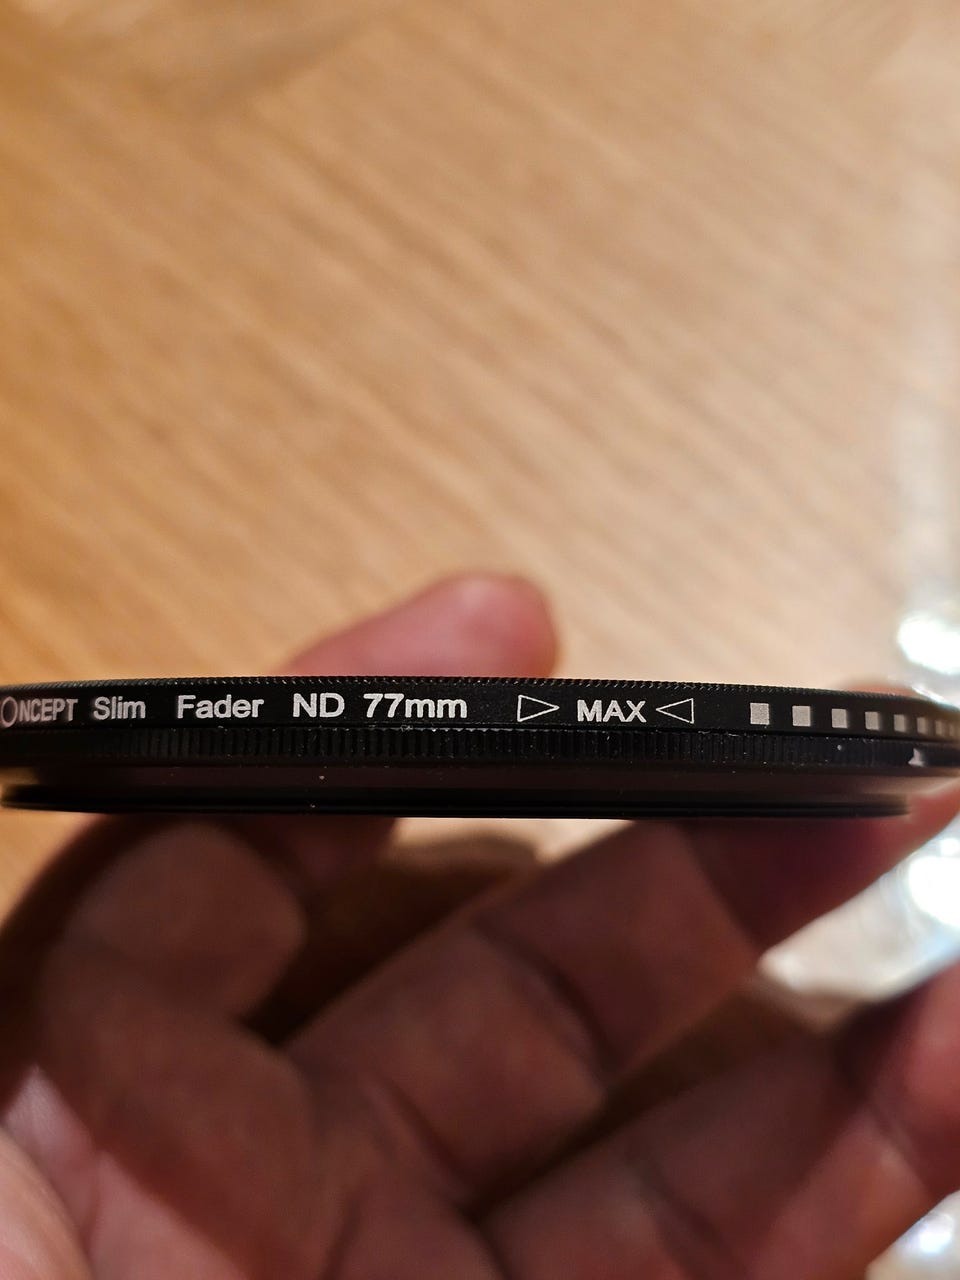 ONCEPT Slim Fader ND 77mm ▷ MAX ◁